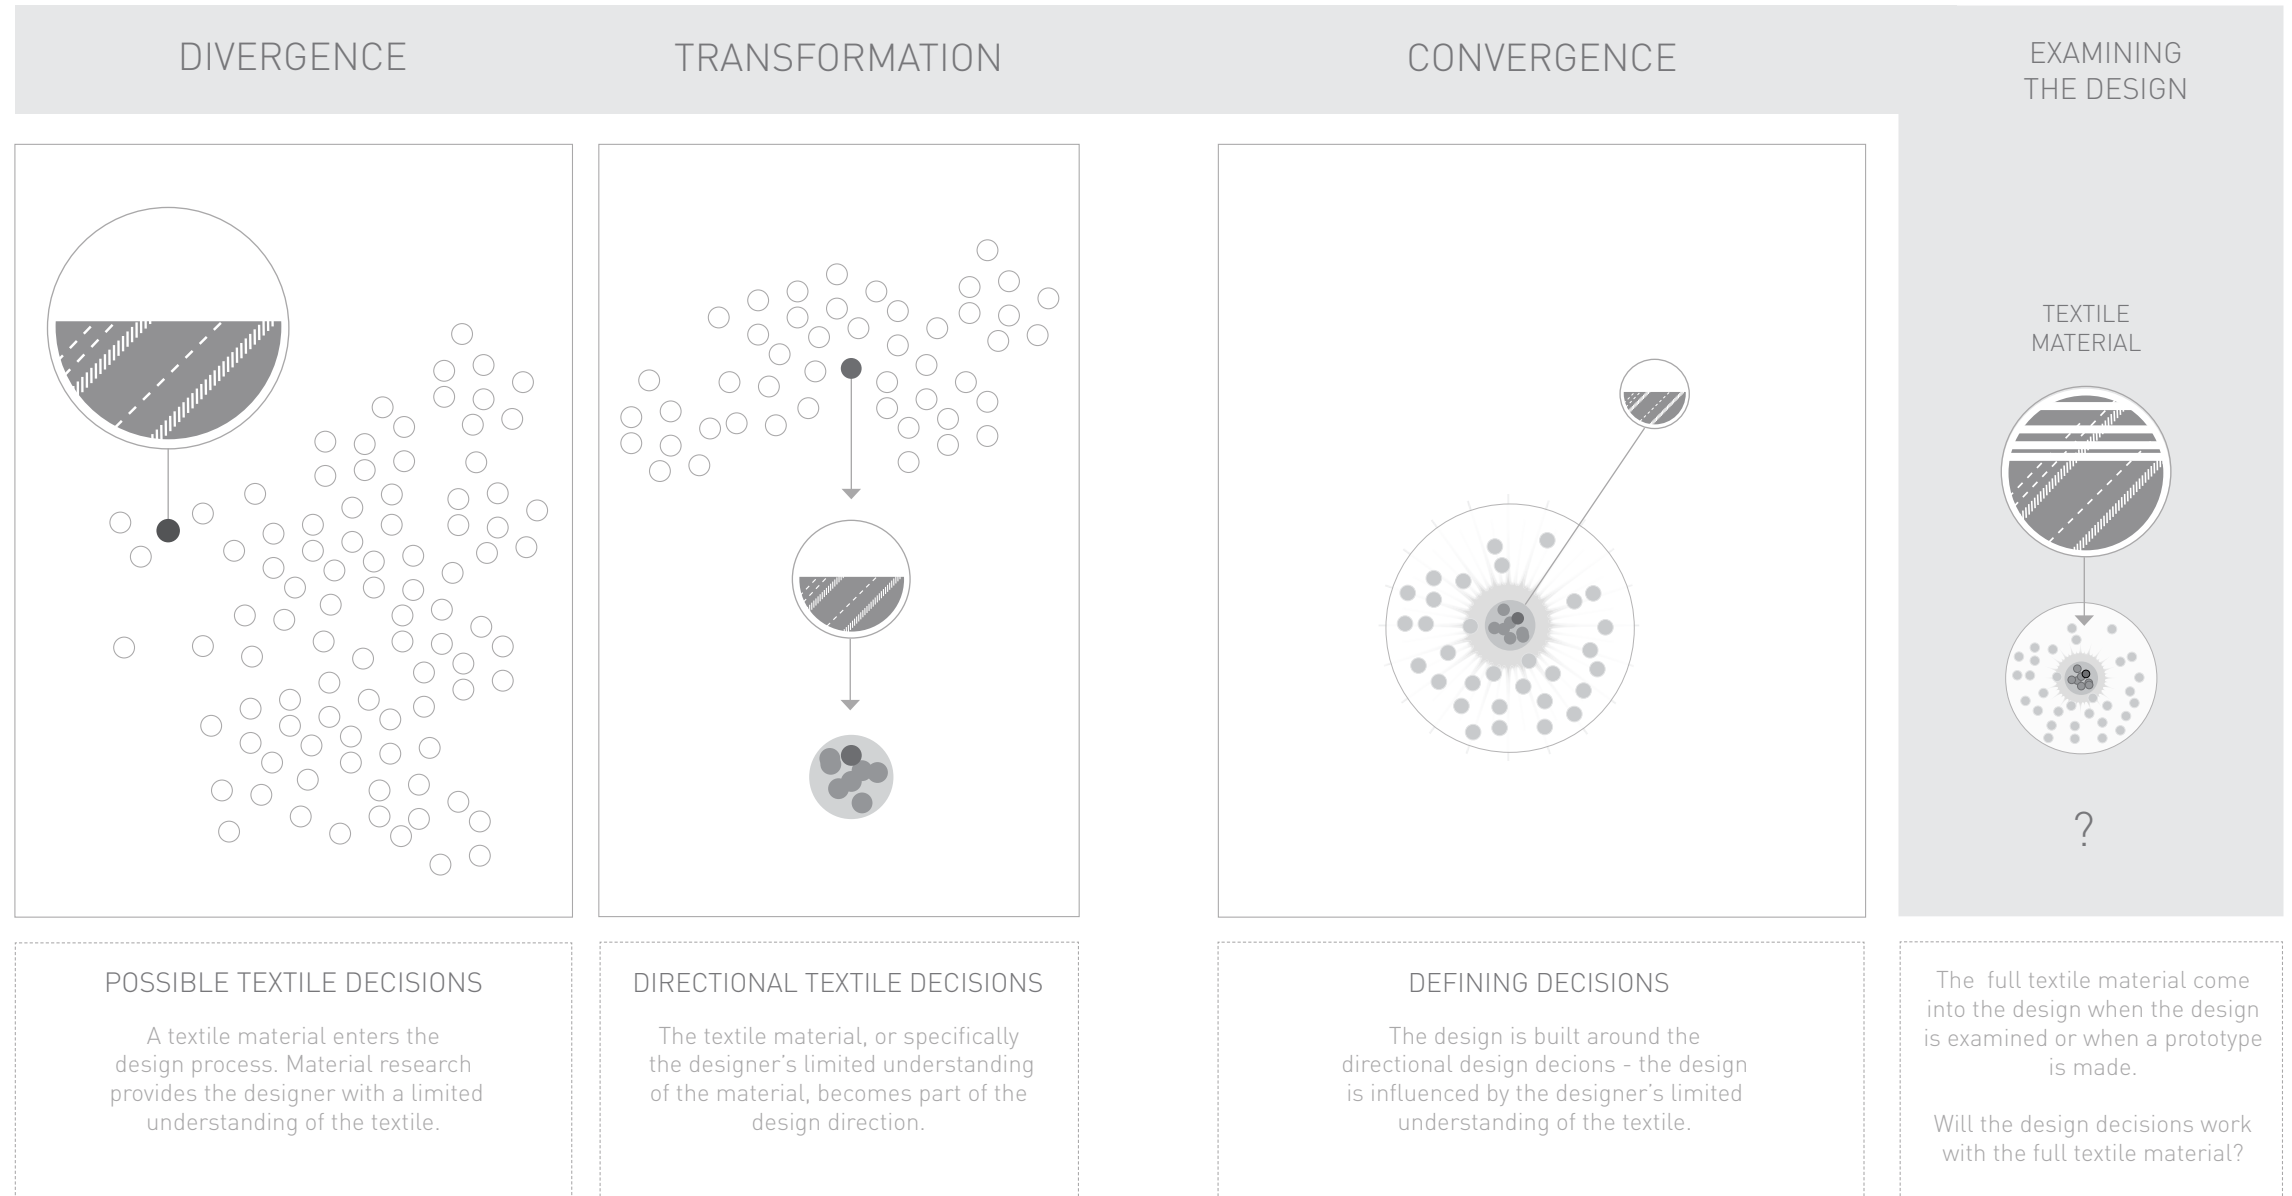 DIVERGENCE
TRANSFORMATION
CONVERGENCE
EXAMINING
THE DESIGN
TEXTILE
MATERIAL
?
POSSIBLE TEXTILE DECISIONS
A textile material enters the
design process. Material research
provides the designer with a limited
understanding of the textile.
DIRECTIONAL TEXTILE DECISIONS
The textile material, or specifically
the designer's limited understanding
of the material, becomes part of the
design direction.
DEFINING DECISIONS
The design is built around the
directional design decions - the design
is influenced by the designer's limited
understanding of the textile.
The full textile material come
into the design when the design
is examined or when a prototype
is made.
Will the design decisions work
with the full textile material?